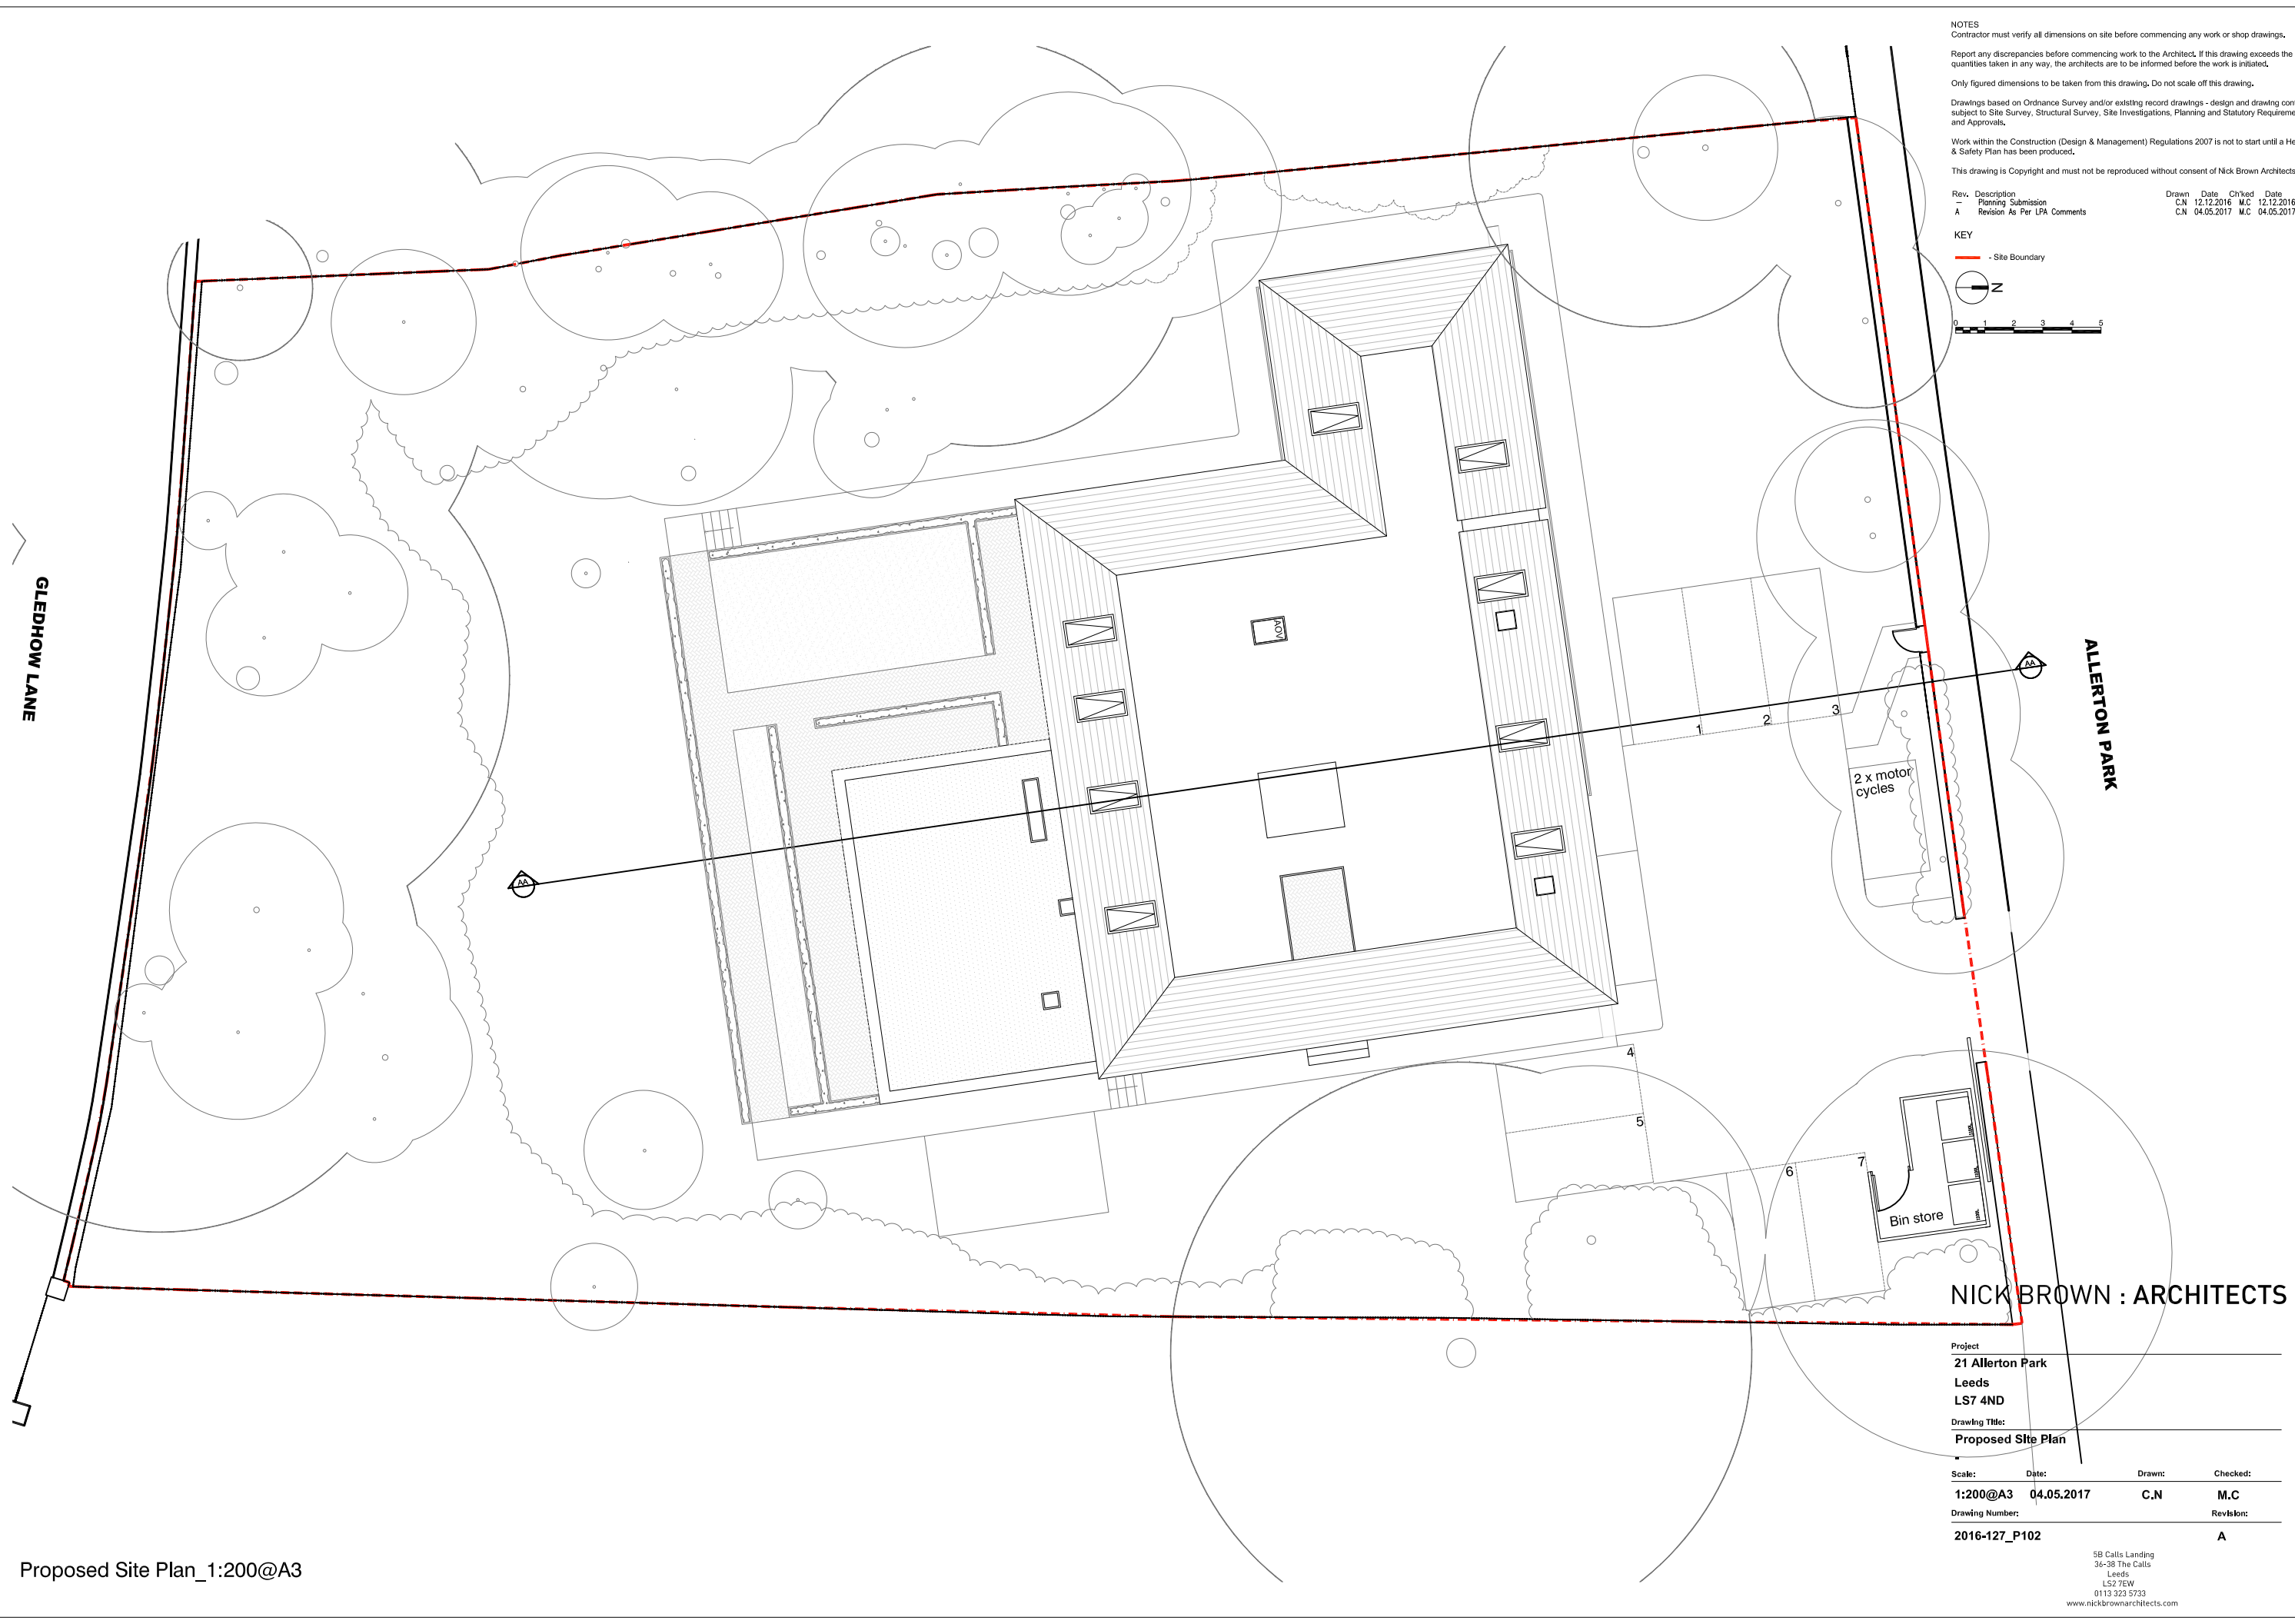 NOTES
Contractor must verify all dimensions on site before commencing any work or shop drawings.
Report any discrepancies before commencing work to the Architect. If this drawing exceeds the
quantities taken in any way, the architects are to be informed before the work is initiated.
Only figured dimensions to be taken from this drawing. Do not scale off this drawing.
Drawings based on Ordnance Survey and/or existing record drawings - design and drawing con
subject to Site Survey, Structural Survey, Site Investigations, Planning and Statutory Requireme
and Approvals.
Work within the Construction (Design & Management) Regulations 2007 is not to start until a He
& Safety Plan has been produced.
This drawing is Copyright and must not be reproduced without consent of Nick Brown Architects
Rev. Description Drawn Date Ch'ked Date
– Planning Submission C.N 12.12.2016 M.C 12.12.2016
A Revision As Per LPA Comments C.N 04.05.2017 M.C 04.05.2017
KEY
- Site Boundary
N
0 1 2 3 4 5
GLEDHOW LANE
ALLERTON PARK
AOV
AA
AA
1
2
3
2 x motor
cycles
4
5
6
7
Bin store
NICK BROWN : ARCHITECTS
Project
21 Allerton Park
Leeds
LS7 4ND
Drawing Title:
Proposed Site Plan
-
Scale: Date: Drawn: Checked:
1:200@A3 04.05.2017 C.N M.C
Drawing Number: Revision:
2016-127_P102 A
5B Calls Landing
36-38 The Calls
Leeds
LS2 7EW
0113 323 5733
www.nickbrownarchitects.com
Proposed Site Plan_1:200@A3